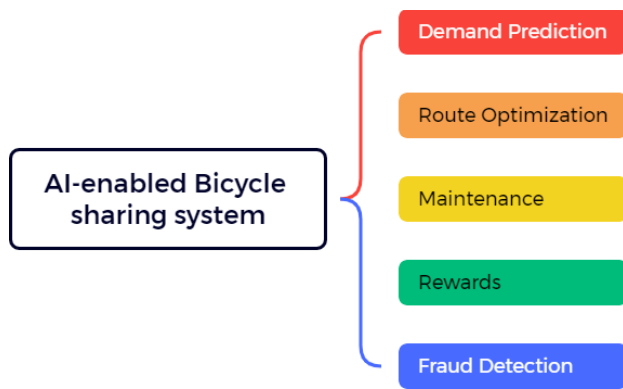 AI-enabled Bicycle
sharing system
Demand Prediction
Route Optimization
Maintenance
Rewards
Fraud Detection